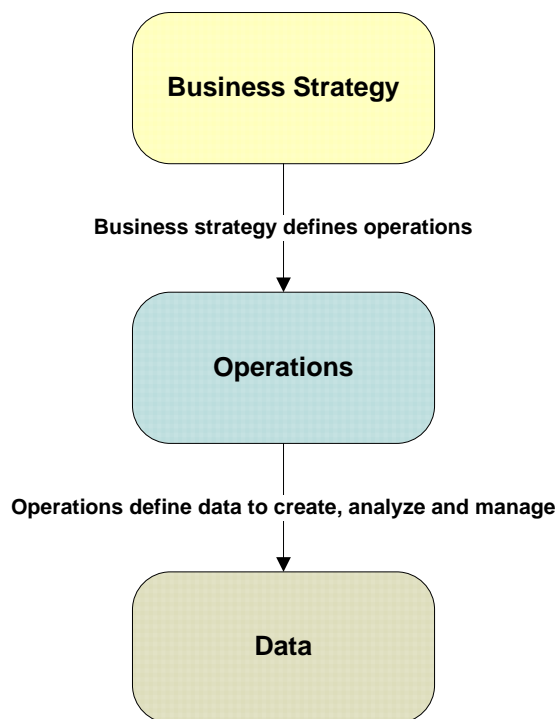 Business Strategy
Business strategy defines operations
Operations
Operations define data to create, analyze and manage
Data